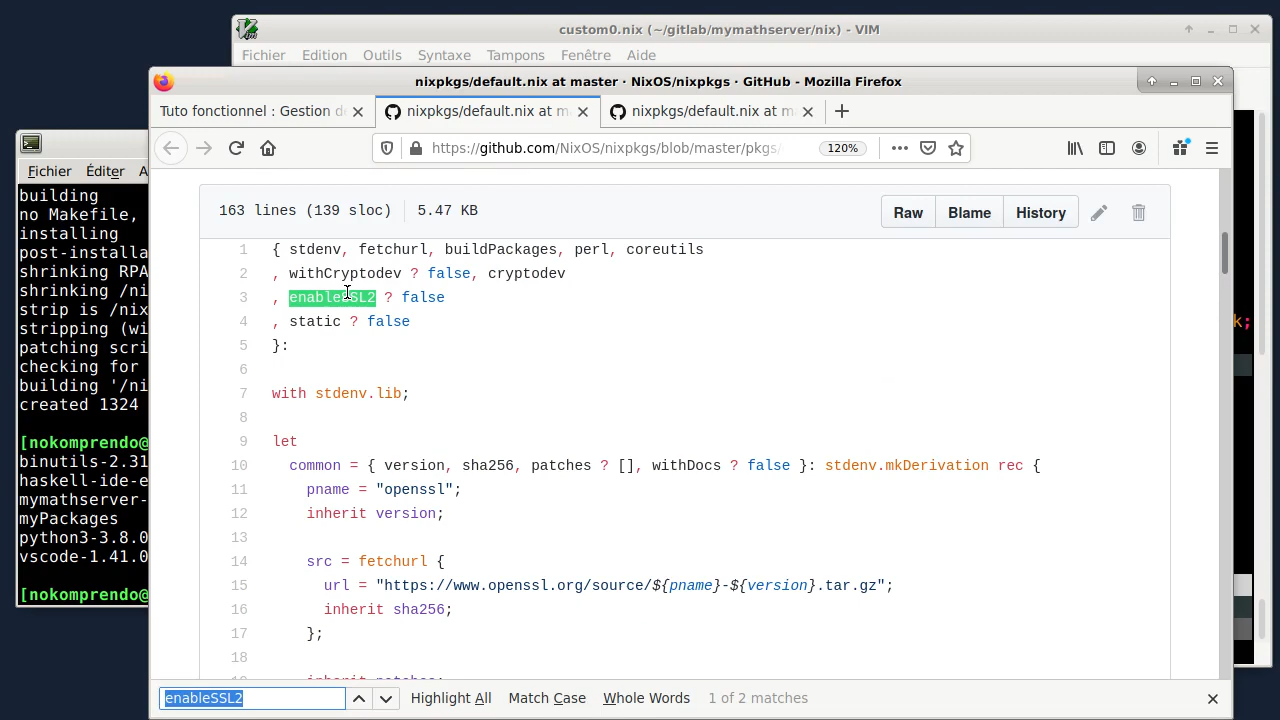 custom0.nix (~/gitlab/mymathserver/nix) - VIM
Fichier Edition Outils Syntaxe Tampons Fenêtre Aide
nixpkgs/default.nix at master · NixOS/nixpkgs · GitHub - Mozilla Firefox
Tuto fonctionnel : Gestion de
nixpkgs/default.nix at m
nixpkgs/default.nix at m
https://github.com/NixOS/nixpkgs/blob/master/pkgs/
120%
163 lines (139 sloc) 5.47 KB
Raw Blame History
1 { stdenv, fetchurl, buildPackages, perl, coreutils
2 , withCryptodev ? false, cryptodev
3 , enableSSL2 ? false
4 , static ? false
5 }:
6
7 with stdenv.lib;
8
9 let
10 common = { version, sha256, patches ? [], withDocs ? false }: stdenv.mkDerivation rec {
11 pname = "openssl";
12 inherit version;
13
14 src = fetchurl {
15 url = "https://www.openssl.org/source/${pname}-${version}.tar.gz";
16 inherit sha256;
17 };
18
19 inherit patches;
enableSSL2 Highlight All Match Case Whole Words 1 of 2 matches
Fichier Éditer A
building
no Makefile,
installing
post-installa
shrinking RPA
shrinking /ni
strip is /nix
stripping (wi
patching scri
checking for
building '/ni
created 1324
[nokomprendo@
binutils-2.31
haskell-ide-e
mymathserver-
myPackages
python3-3.8.0
vscode-1.41.0
[nokomprendo@
k;